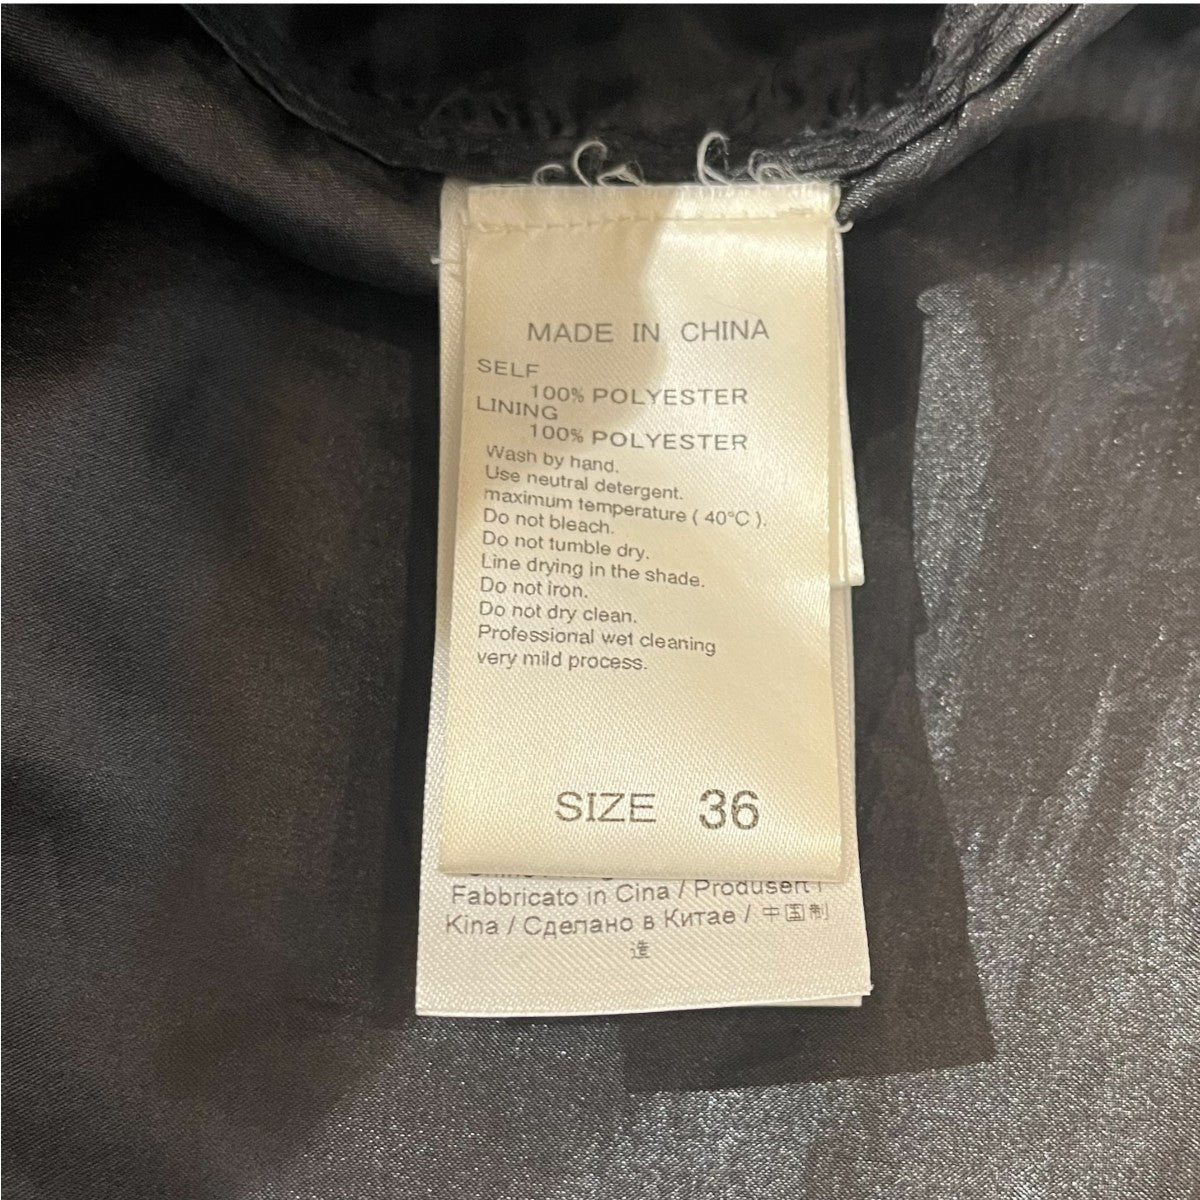 MADE IN CHINA
SELF
100% POLYESTER
LINING
100% POLYESTER
Wash by hand.
Use neutral detergent.
maximum temperature ( 40°C ).
Do not bleach.
Do not tumble dry.
Line drying in the shade.
Do not iron.
Do not dry clean.
Professional wet cleaning
very mild process.
SIZE 36
Fabbricato in Cina / Produsert i
Kina / Сделано в Китае / 中国制
造